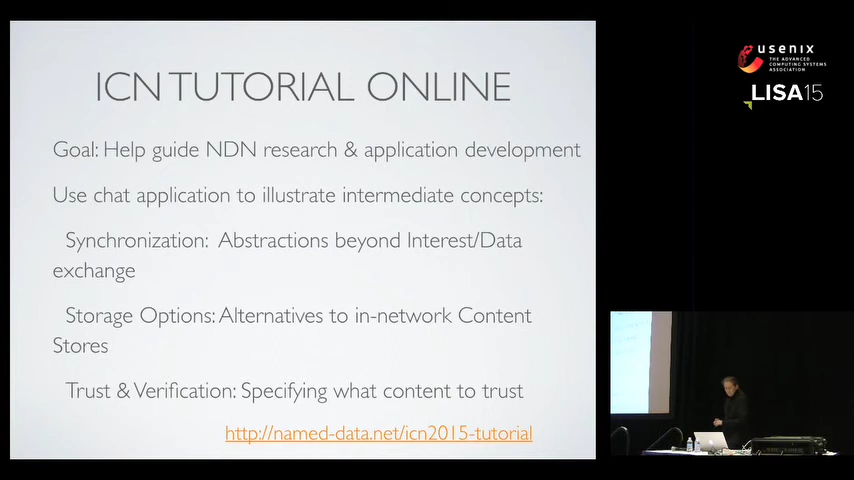 ICN TUTORIAL ONLINE
Goal: Help guide NDN research & application development
Use chat application to illustrate intermediate concepts:
Synchronization: Abstractions beyond Interest/Data
exchange
Storage Options: Alternatives to in-network Content
Stores
Trust & Verification: Specifying what content to trust
http://named-data.net/icn2015-tutorial
usenix
THE ADVANCED
COMPUTING SYSTEMS
ASSOCIATION
LISA15